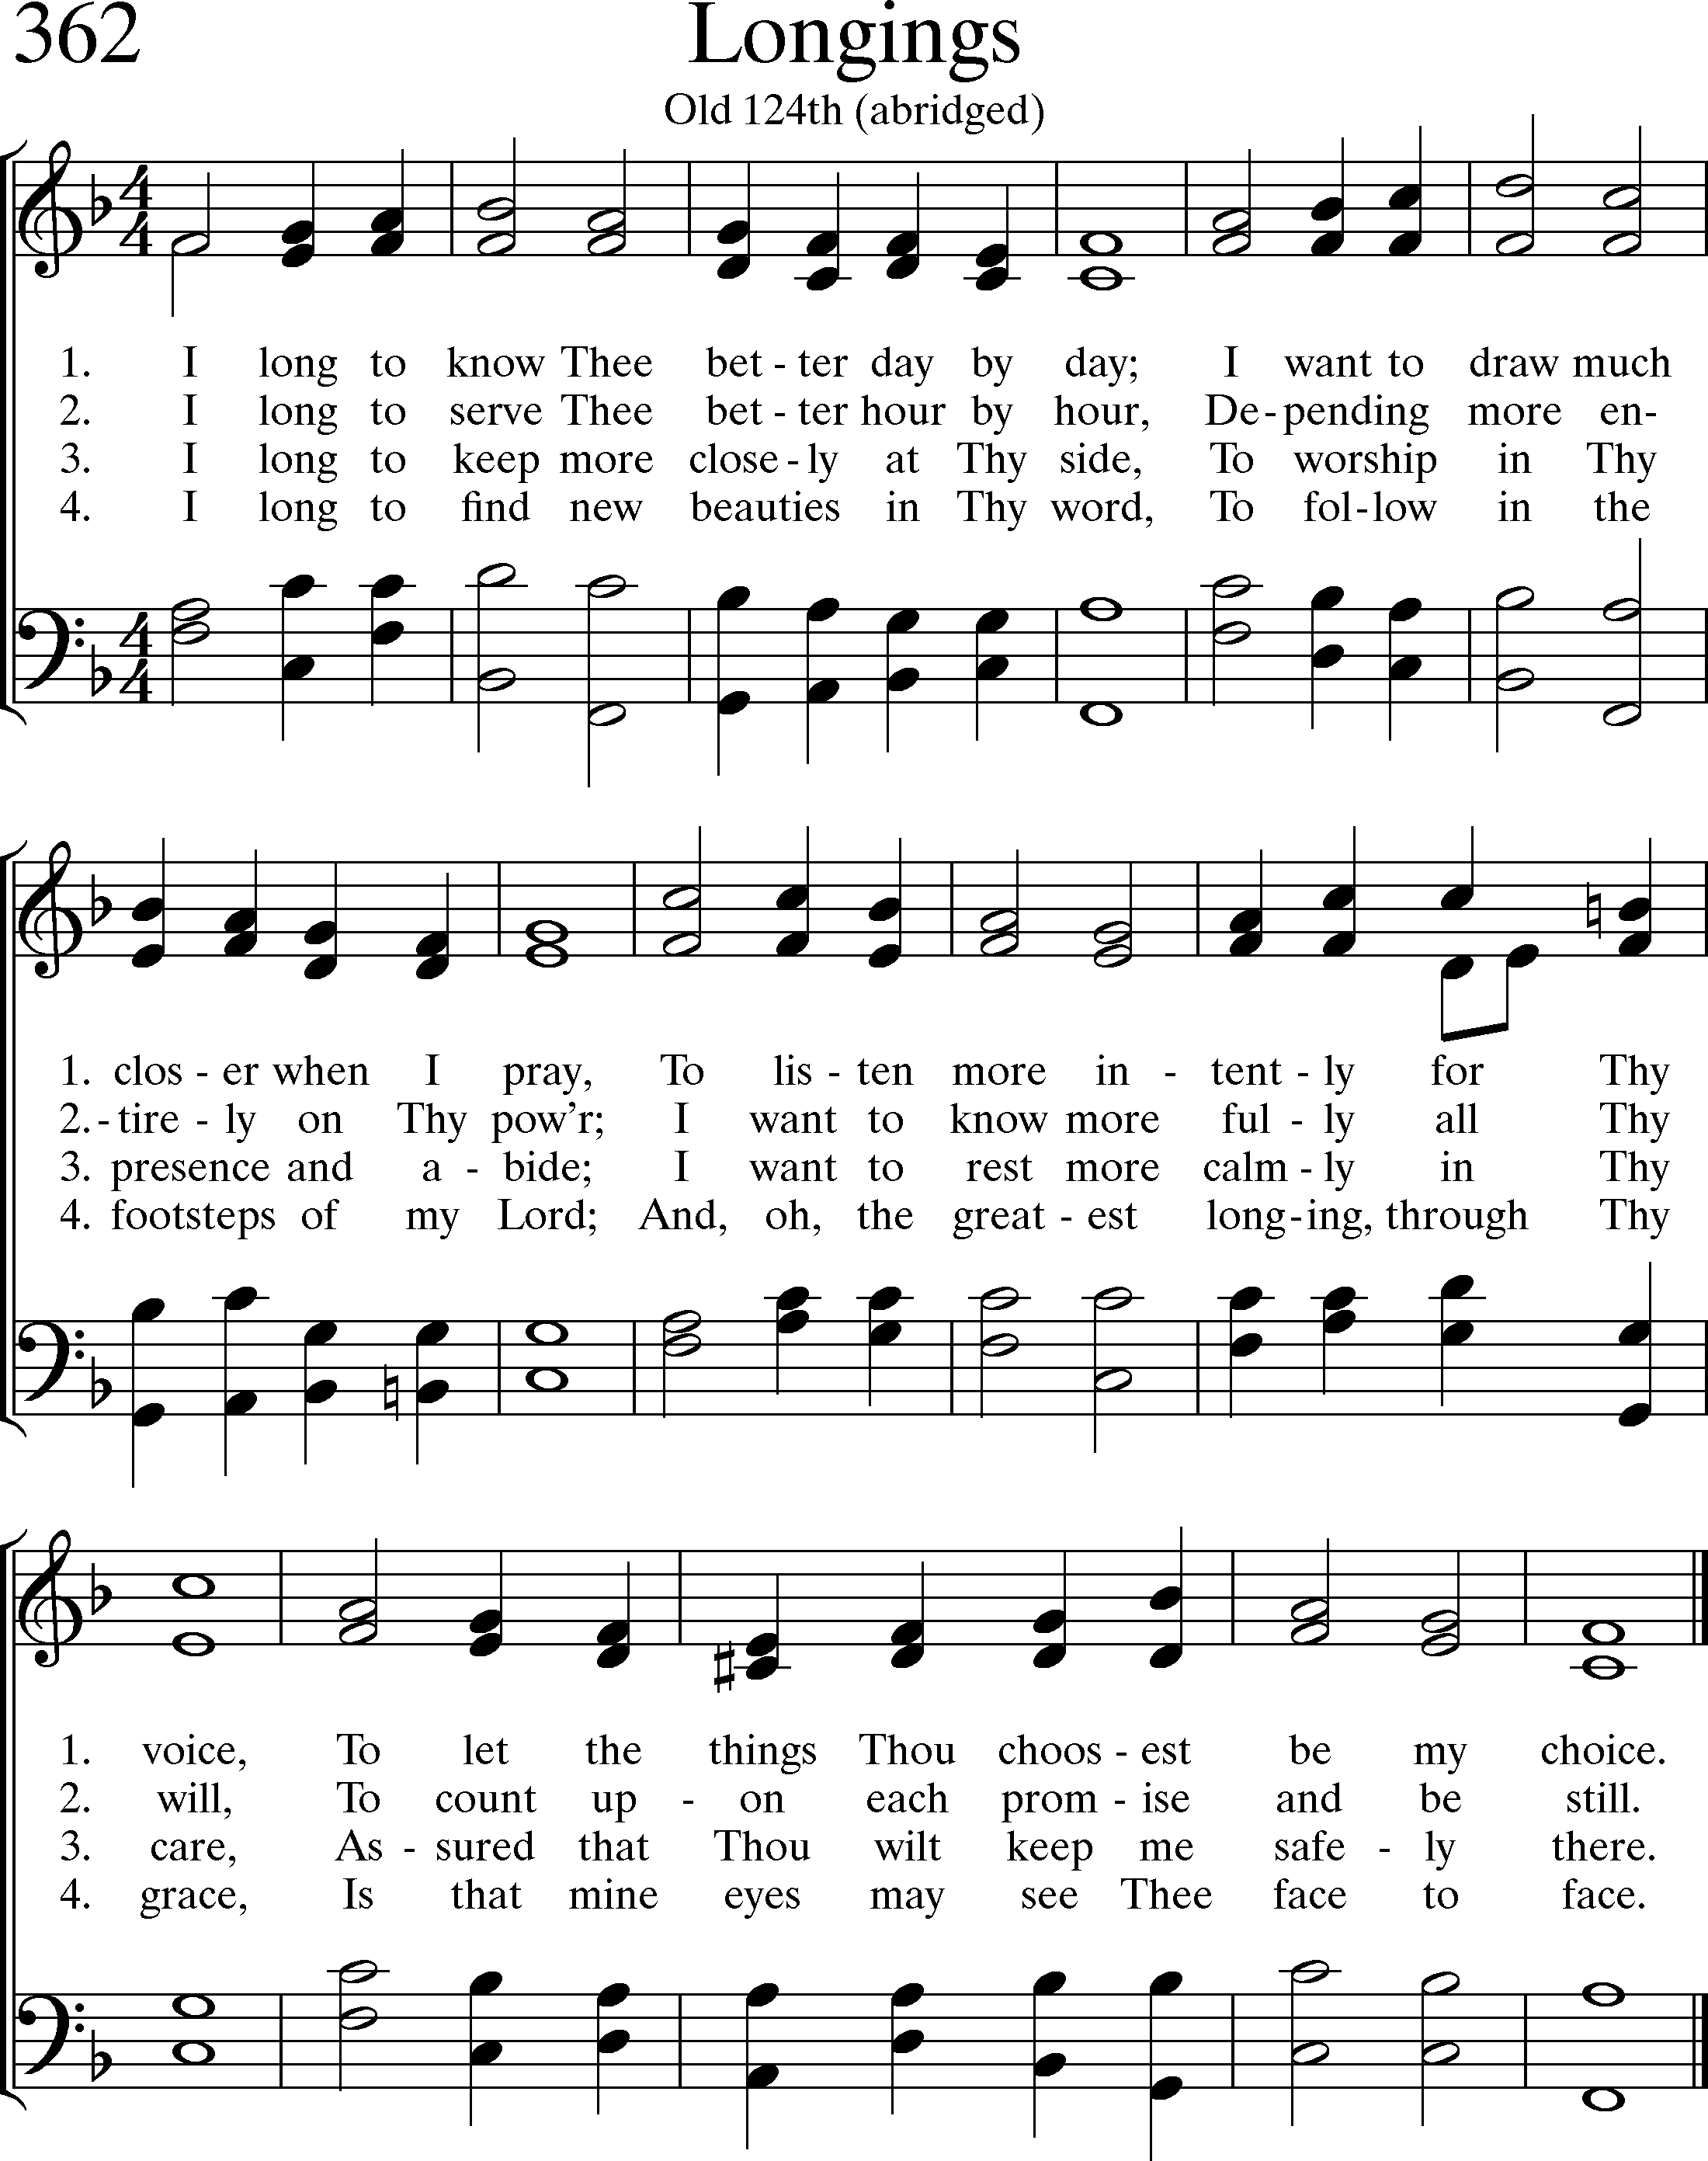 362 Longings
Old 124th (abridged)
4 4
1. I long to know Thee bet - ter day by day; I want to draw much
2. I long to serve Thee bet - ter hour by hour, De - pending more en-
3. I long to keep more close - ly at Thy side, To worship in Thy
4. I long to find new beauties in Thy word, To fol - low in the
4 4
1. clos - er when I pray, To lis - ten more in - tent - ly for Thy
2. - tire - ly on Thy pow'r; I want to know more ful - ly all Thy
3. presence and a - bide; I want to rest more calm - ly in Thy
4. footsteps of my Lord; And, oh, the great - est long - ing, through Thy
1. voice, To let the things Thou choos - est be my choice.
2. will, To count up - on each prom - ise and be still.
3. care, As - sured that Thou wilt keep me safe - ly there.
4. grace, Is that mine eyes may see Thee face to face.